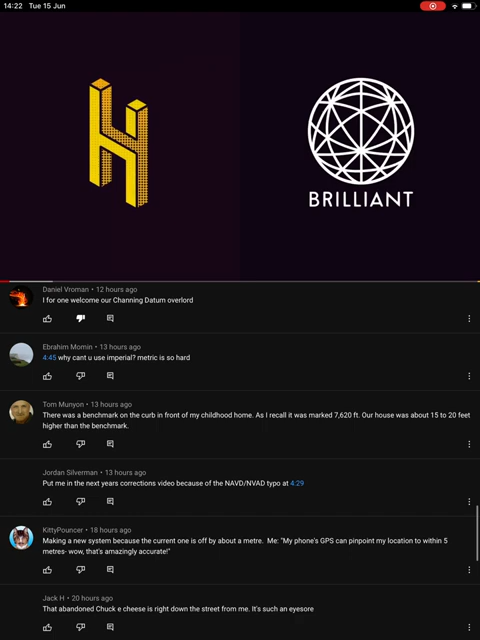 14:22 Tue 15 Jun
BRILLIANT
Daniel Vroman • 12 hours ago
I for one welcome our Channing Datum overlord
Ebrahim Momin • 13 hours ago
4:45 why cant u use imperial? metric is so hard
Tom Munyon • 13 hours ago
There was a benchmark on the curb in front of my childhood home. As I recall it was marked 7,620 ft. Our house was about 15 to 20 feet
higher than the benchmark.
Jordan Silverman • 13 hours ago
Put me in the next years corrections video because of the NAVD/NVAD typo at 4:29
KittyPouncer • 18 hours ago
Making a new system because the current one is off by about a metre. Me: "My phone's GPS can pinpoint my location to within 5
metres- wow, that's amazingly accurate!"
Jack H • 20 hours ago
That abandoned Chuck e cheese is right down the street from me. It's such an eyesore